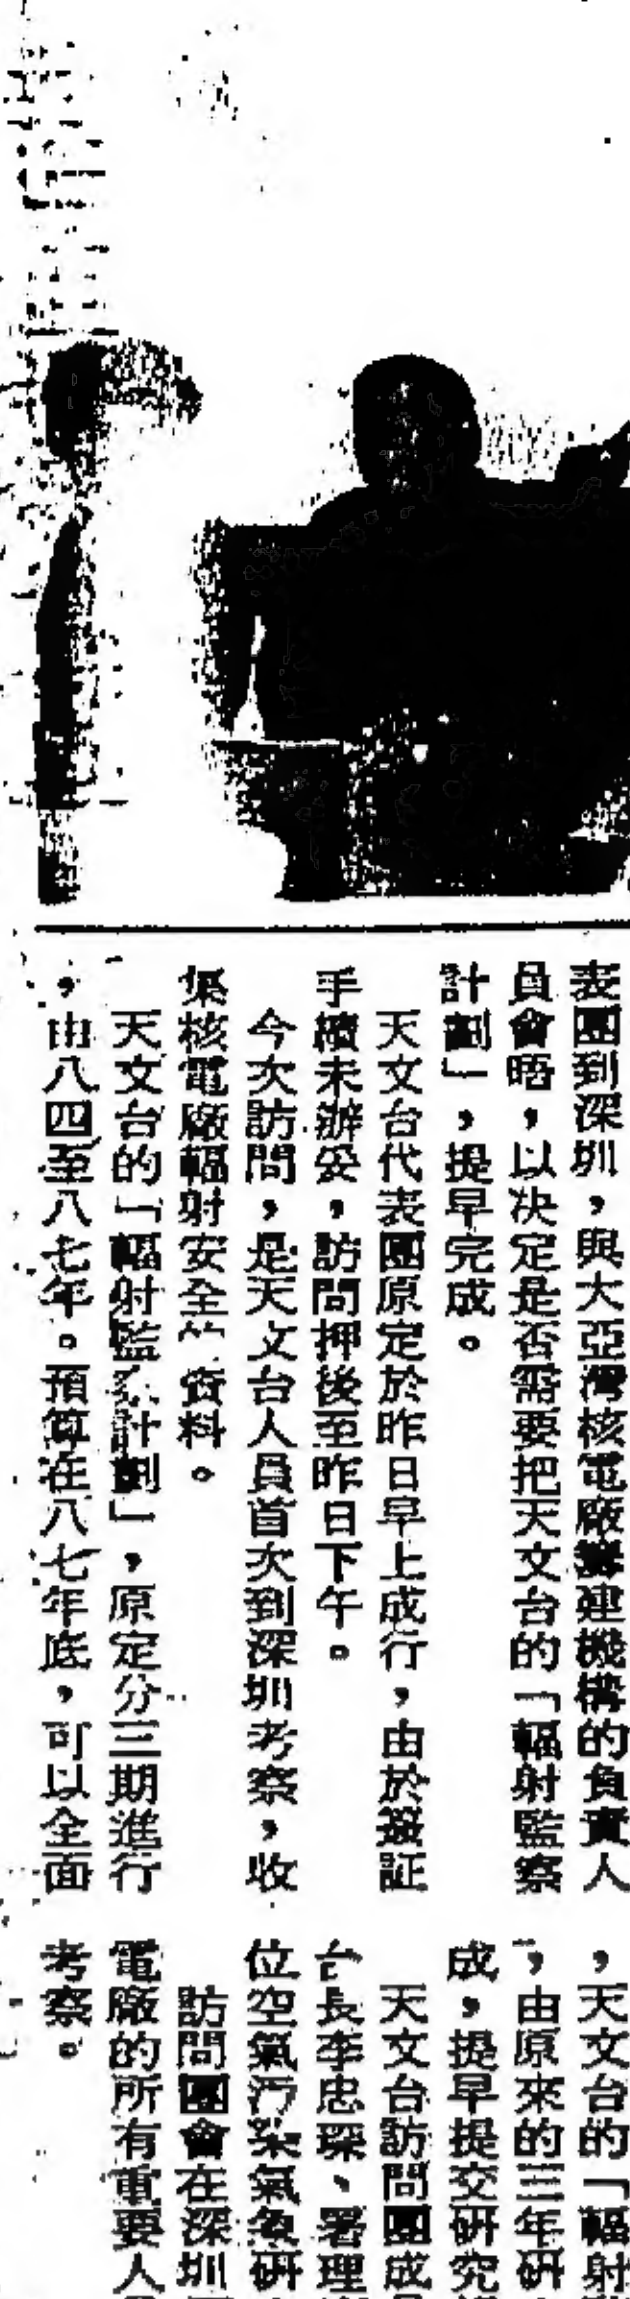 表團到深圳，與大亞灣核電廠籌建機構的負責人
員會晤，以决定是否需要把天文台的「輻射監察
計劃」，提早完成。
天文台代表團原定於昨日早上成行，由於簽証
手續未辦妥，訪問押後至昨日下午。
今次訪問，是天文台人員首次到深圳考察，收
集核電廠輻射安全的資料。
天文台的「輻射監察計劃」，原定分三期進行
，由八四至八七年。預算在八七年底，可以全面
，天文台的「輻射
，由原來的三年研
成，提早提交研究
天文台訪問團成
台長李忠琛、署理
位空氣汚染氣象研
訪問團會在深圳
電廠的所有重要人
考察。